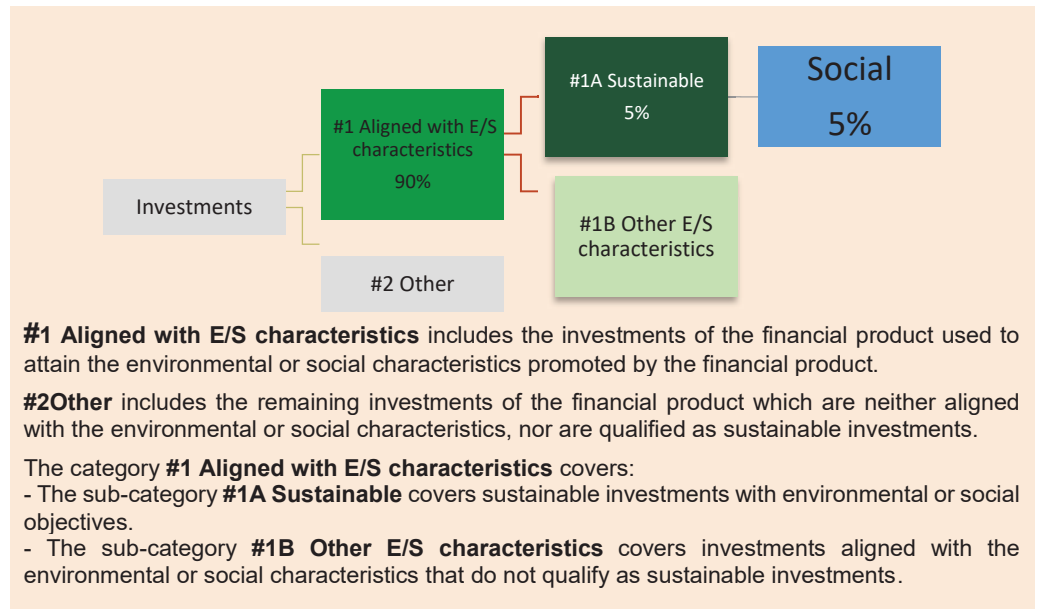 Investments
#1 Aligned with E/S
characteristics
90%
#2 Other
#1A Sustainable
5%
#1B Other E/S
characteristics
Social
5%
#1 Aligned with E/S characteristics includes the investments of the financial product used to
attain the environmental or social characteristics promoted by the financial product.
#2Other includes the remaining investments of the financial product which are neither aligned
with the environmental or social characteristics, nor are qualified as sustainable investments.
The category #1 Aligned with E/S characteristics covers:
- The sub-category #1A Sustainable covers sustainable investments with environmental or social
objectives.
- The sub-category #1B Other E/S characteristics covers investments aligned with the
environmental or social characteristics that do not qualify as sustainable investments.